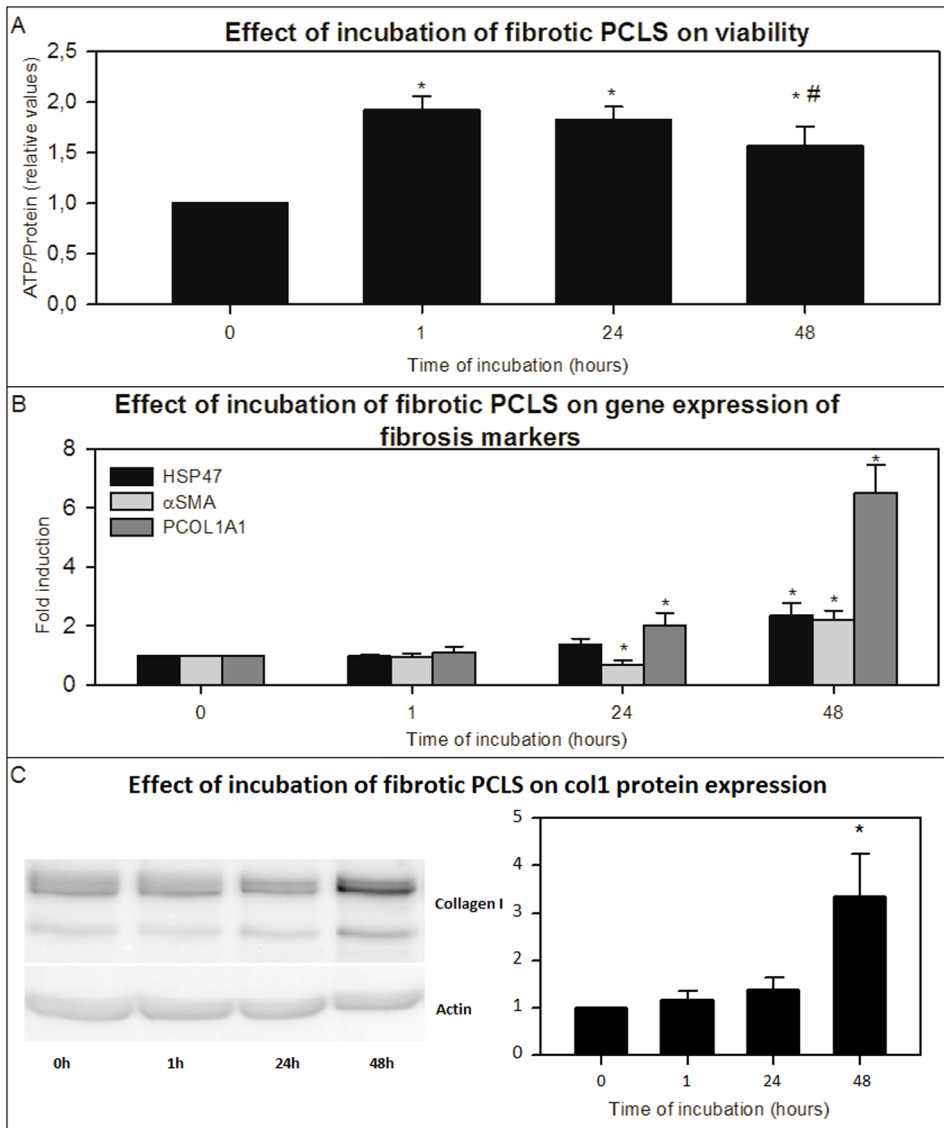 A
Effect of incubation of fibrotic PCLS on viability
ATP/Protein (relative values)
2,5
2,0
1,5
1,0
0,5
0,0
*
*
* #
0 1 24 48
Time of incubation (hours)
B
Effect of incubation of fibrotic PCLS on gene expression of
fibrosis markers
Fold induction
8
6
4
2
0
HSP47
αSMA
PCOL1A1
*
*
*
*
*
0 1 24 48
Time of incubation (hours)
C
Effect of incubation of fibrotic PCLS on col1 protein expression
Collagen I
Actin
0h 1h 24h 48h
5
4
3
2
1
0
*
0 1 24 48
Time of incubation (hours)